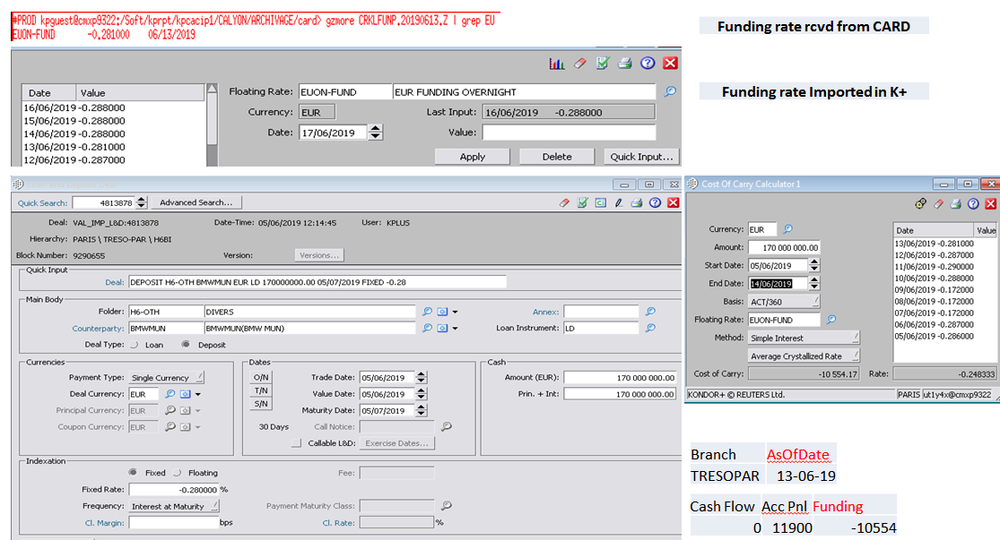 #PROD kpguest@cmxp9322:/Soft/kprpt/kpcacip1/CALYON/ARCHIVAGE/card> gzmore CRKLFUNP.20190613.Z | grep EU
EUON-FUND -0.281000 06/13/2019
Funding rate rcvd from CARD
Funding rate Imported in K+
Date Value
16/06/2019 -0.288000
15/06/2019 -0.288000
14/06/2019 -0.288000
13/06/2019 -0.281000
12/06/2019 -0.287000
Floating Rate: EUON-FUND EUR FUNDING OVERNIGHT
Currency: EUR Last Input: 16/06/2019 -0.288000
Date: 17/06/2019 Value:
Apply Delete Quick Input...
Quick Search: 4813878 Advanced Search...
Deal: VAL_IMP_L&D:4813878 Date-Time: 05/06/2019 12:14:45 User: KPLUS
Hierarchy: PARIS \ TRESO-PAR \ H6BI
Block Number: 9290655 Version: Versions...
Quick Input
Deal: DEPOSIT H6-OTH BMWMUN EUR LD 170000000.00 05/07/2019 FIXED -0.28
Main Body
Folder: H6-OTH DIVERS Annex:
Counterparty: BMWMUN BMWMUN(BMW MUN) Loan Instrument: LD
Deal Type: Loan Deposit
Currencies
Payment Type: Single Currency
Deal Currency: EUR
Principal Currency: EUR
Coupon Currency: EUR
Dates
O/N Trade Date: 05/06/2019
T/N Value Date: 05/06/2019
S/N Maturity Date: 05/07/2019
30 Days Call Notice:
Callable L&D: Exercise Dates...
Cash
Amount (EUR): 170 000 000.00
Prin. + Int: 170 000 000.00
Indexation
Fixed Floating Fee:
Fixed Rate: -0.280000 %
Frequency: Interest at Maturity Payment Maturity Class:
Cl. Margin: bps Cl. Rate: %
Cost Of Carry Calculator 1
Currency: EUR
Amount: 170 000 000.00
Start Date: 05/06/2019
End Date: 14/06/2019
Basis: ACT/360
Floating Rate: EUON-FUND
Method: Simple Interest
Average Crystallized Rate
Date Value
13/06/2019 -0.281000
12/06/2019 -0.287000
11/06/2019 -0.290000
10/06/2019 -0.288000
09/06/2019 -0.172000
08/06/2019 -0.172000
07/06/2019 -0.172000
06/06/2019 -0.287000
05/06/2019 -0.286000
Cost of Carry: -10 554.17 Rate: -0.248333
KONDOR+ © REUTERS Ltd. PARIS ut1y4x@cmxp9322
Branch AsOfDate
TRESOPAR 13-06-19
Cash Flow Acc Pnl Funding
0 11900 -10554